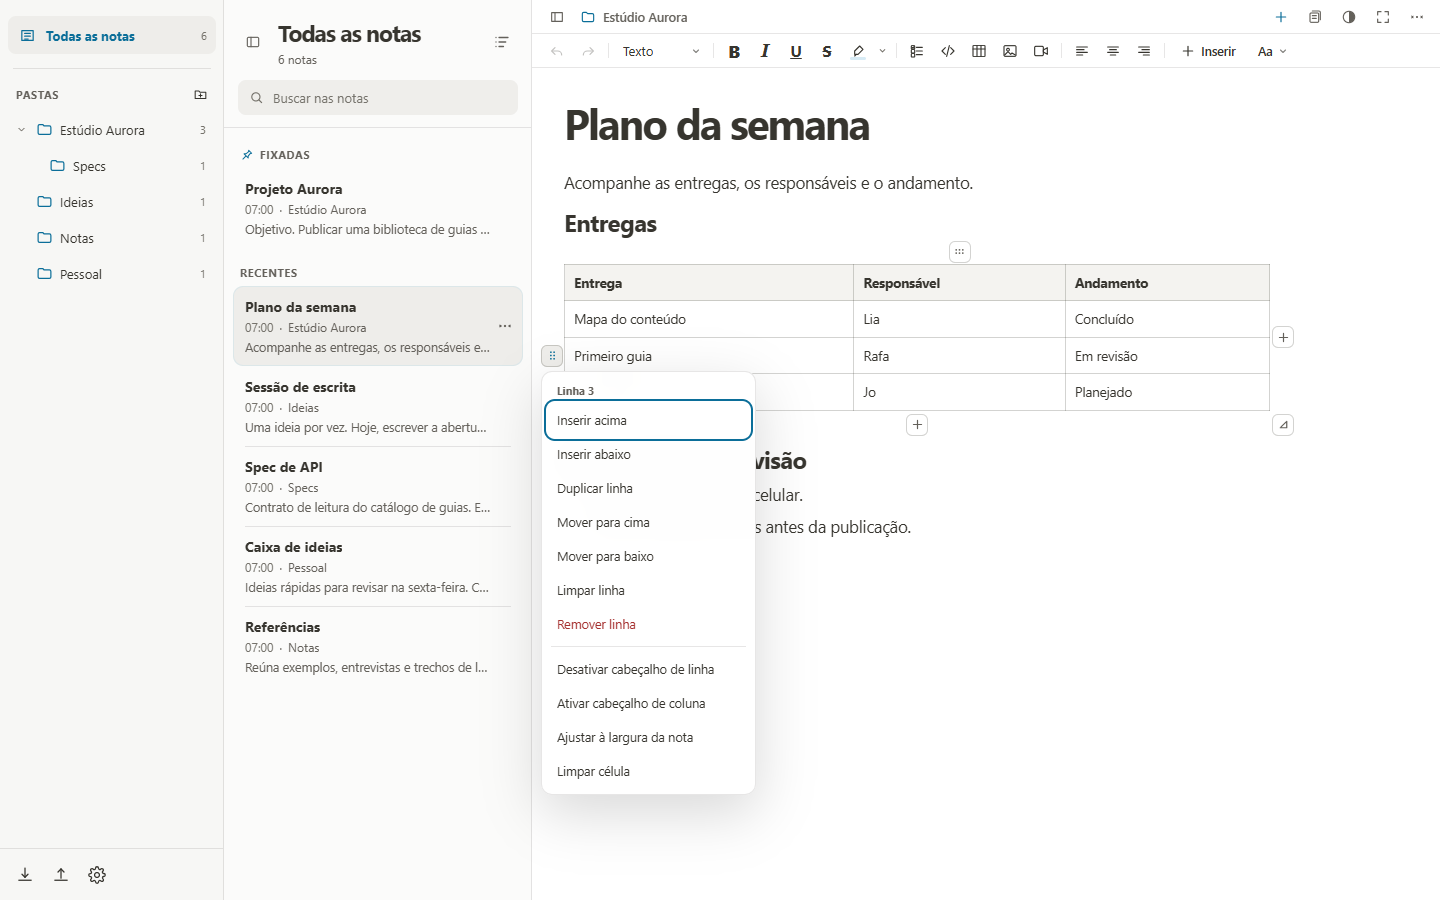 Todas as notas 6
PASTAS
Estúdio Aurora 3
Specs 1
Ideias 1
Notas 1
Pessoal 1
Todas as notas
6 notas
Buscar nas notas
FIXADAS
Projeto Aurora
07:00 · Estúdio Aurora
Objetivo. Publicar uma biblioteca de guias ...
RECENTES
Plano da semana
07:00 · Estúdio Aurora
Acompanhe as entregas, os responsáveis e...
Sessão de escrita
07:00 · Ideias
Uma ideia por vez. Hoje, escrever a abertu...
Spec de API
07:00 · Specs
Contrato de leitura do catálogo de guias. E...
Caixa de ideias
07:00 · Pessoal
Ideias rápidas para revisar na sexta-feira. C...
Referências
07:00 · Notas
Reúna exemplos, entrevistas e trechos de l...
Estúdio Aurora
Texto B I U S Inserir Aa
Plano da semana
Acompanhe as entregas, os responsáveis e o andamento.
Entregas
Entrega Responsável Andamento
Mapa do conteúdo Lia Concluído
Primeiro guia Rafa Em revisão
Jo Planejado
visão
celular.
s antes da publicação.
Linha 3
Inserir acima
Inserir abaixo
Duplicar linha
Mover para cima
Mover para baixo
Limpar linha
Remover linha
Desativar cabeçalho de linha
Ativar cabeçalho de coluna
Ajustar à largura da nota
Limpar célula